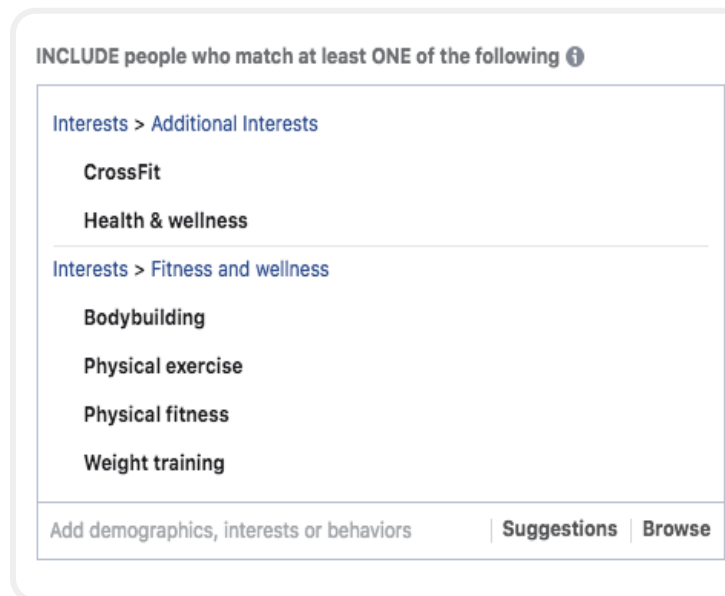 INCLUDE people who match at least ONE of the following
Interests > Additional Interests
CrossFit
Health & wellness
Interests > Fitness and wellness
Bodybuilding
Physical exercise
Physical fitness
Weight training
Add demographics, interests or behaviors Suggestions Browse